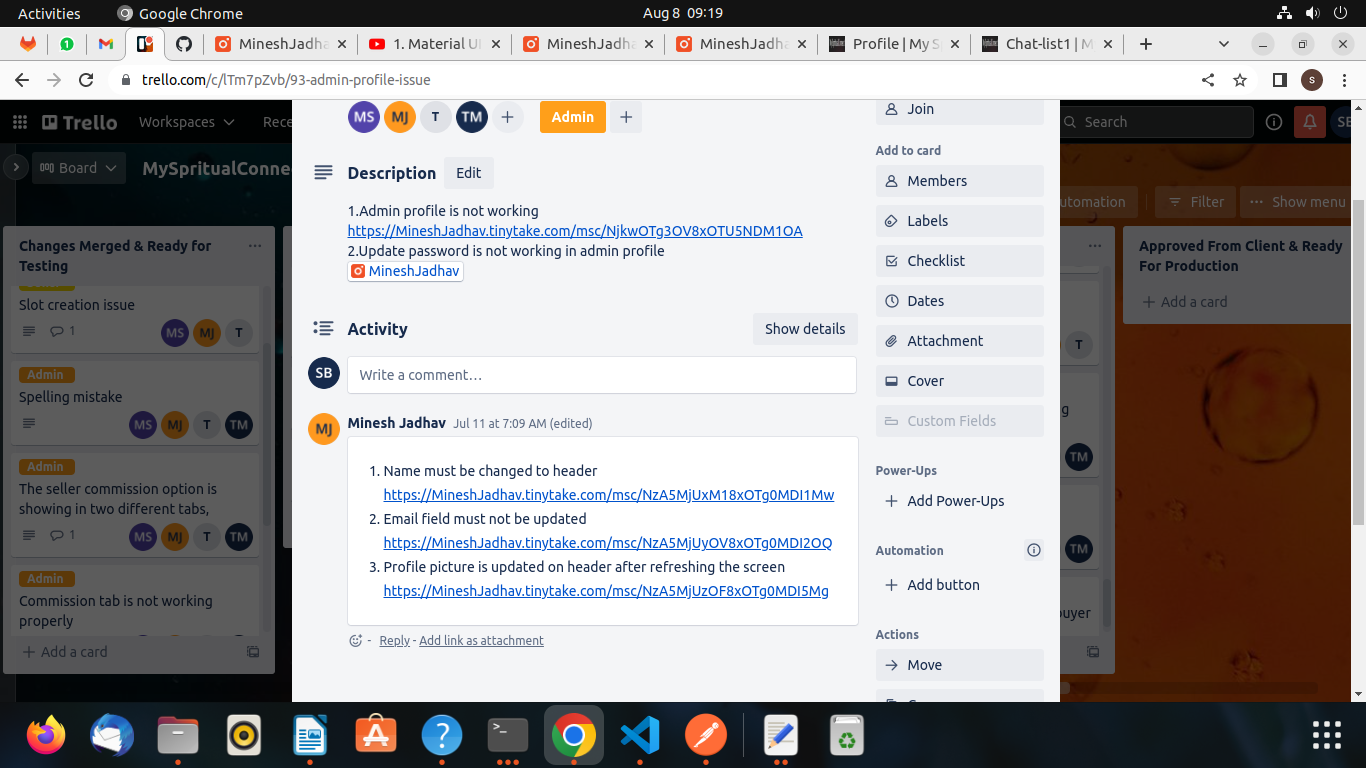 Activities
Google Chrome
Aug 8 09:19
MineshJadha
1. Material UI
MineshJadha
MineshJadha
Profile | My S
Chat-list1 | M
trello.com/c/lTm7pZvb/93-admin-profile-issue
S
Trello
Workspaces
Rece
Search
SB
Board
MySpritualConne
utomation
Filter
Show menu
Changes Merged & Ready for
Testing
Slot creation issue
1
MS
MJ
T
Admin
Spelling mistake
MS
MJ
T
TM
Admin
The seller commission option is
showing in two different tabs,
1
MS
MJ
T
TM
Admin
Commission tab is not working
properly
Add a card
MS
MJ
T
TM
Admin
Description
Edit
1.Admin profile is not working
https://MineshJadhav.tinytake.com/msc/NjkwOTg3OV8xOTU5NDM1OA
2.Update password is not working in admin profile
MineshJadhav
Activity
Show details
SB
Write a comment…
MJ
Minesh Jadhav Jul 11 at 7:09 AM (edited)
1. Name must be changed to header
https://MineshJadhav.tinytake.com/msc/NzA5MjUxM18xOTg0MDI1Mw
2. Email field must not be updated
https://MineshJadhav.tinytake.com/msc/NzA5MjUyOV8xOTg0MDI2OQ
3. Profile picture is updated on header after refreshing the screen
https://MineshJadhav.tinytake.com/msc/NzA5MjUzOF8xOTg0MDI5Mg
- Reply - Add link as attachment
Join
Add to card
Members
Labels
Checklist
Dates
Attachment
Cover
Custom Fields
Power-Ups
Add Power-Ups
Automation
Add button
Actions
Move
T
TM
TM
buyer
Approved From Client & Ready
For Production
Add a card